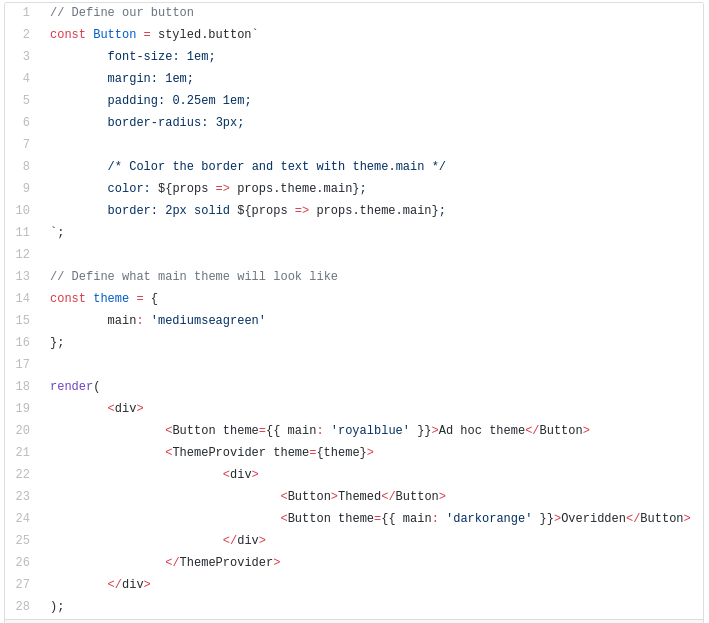 1 // Define our button
2 const Button = styled.button`
3         font-size: 1em;
4         margin: 1em;
5         padding: 0.25em 1em;
6         border-radius: 3px;
7
8         /* Color the border and text with theme.main */
9         color: ${props => props.theme.main};
10         border: 2px solid ${props => props.theme.main};
11 `;
12
13 // Define what main theme will look like
14 const theme = {
15         main: 'mediumseagreen'
16 };
17
18 render(
19         <div>
20                 <Button theme={{ main: 'royalblue' }}>Ad hoc theme</Button>
21                 <ThemeProvider theme={theme}>
22                         <div>
23                                 <Button>Themed</Button>
24                                 <Button theme={{ main: 'darkorange' }}>Overidden</Button>
25                         </div>
26                 </ThemeProvider>
27         </div>
28 );